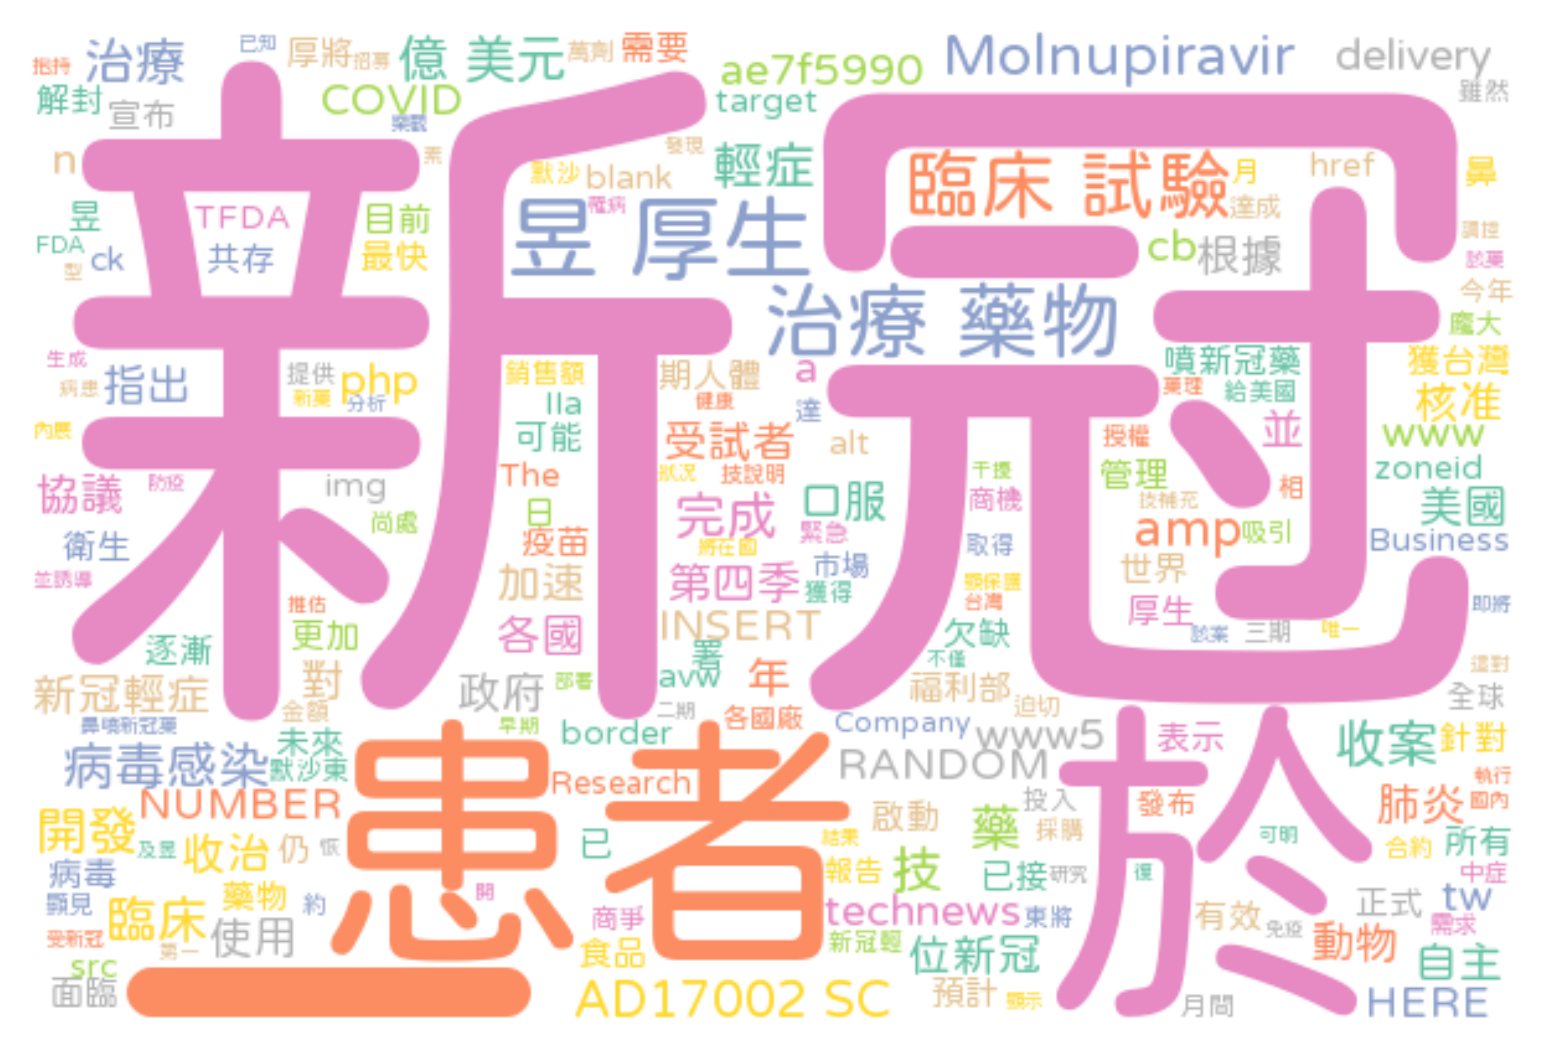 抱持 治療 已知 厚將 招募 億 美元 萬劑 需要 ae7f5990 Molnupiravir delivery
解封 宣布 COVID 樂觀 target 雖然
新冠
n 素 默沙 blank 發現 輕症 臨床 試驗 月 href 鼻
昱 TFDA 目前 罹病 昱 厚生 達成
FDA 型 ck 共存 最快 cb 根據 調控
治療 藥物 今年 龐大
生成 病患 指出 提供 php 新藥 分析 銷售額 期人體 a 噴新冠藥 獲台灣
lla 健康 達 藥理 給美國 核准
內展 可能 受試者 alt 授權 並 www
協議 防疫 img The 狀況 技說明 干擾 管理 zoneid
尚處 日 完成 口服 商機 技補充 相 美國
衛生 疫苗 將在因 緊急 取得 amp 吸引 Business
並誘導 加速 第四季 市場 獲得 顯保護 世界
推估 台灣 厚生 即將
逐漸 更加 各國 INSERT 欠缺 三期 唯一
署 不僅
新冠輕症 對 政府 部署 avw 年 福利部 這對
金額 二期 迫切 全球
鼻噴新冠藥 未來 早期 border 各國廠 Company www5 表示 收案 針對
病毒感染 默沙東 Research RANDOM 執行
患者 於
NUMBER 投入 發布 肺炎 國內
開發 及昱 收治 仍 恢 已 結果 啟動 藥 採購 可明 合約 所有
病毒 報告 技 已接 研究 復 中症
顯見 臨床 藥物 約 開 商爭 technews 東將 有效 正式 tw
受新冠 第一 使用 食品 新冠輕 位新冠 免疫 動物 需求
src 自主
面臨 一 AD17002 SC 預計 顯示 月間 HERE